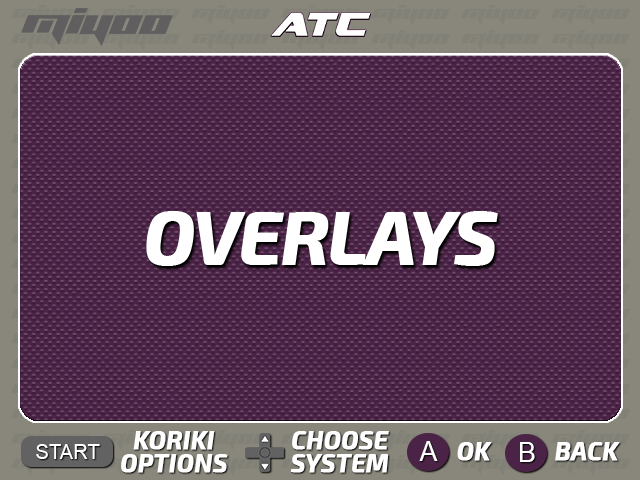 miyoo
ATC
OVERLAYS
START
KORIKI
OPTIONS
CHOOSE
SYSTEM
A
OK
B
BACK